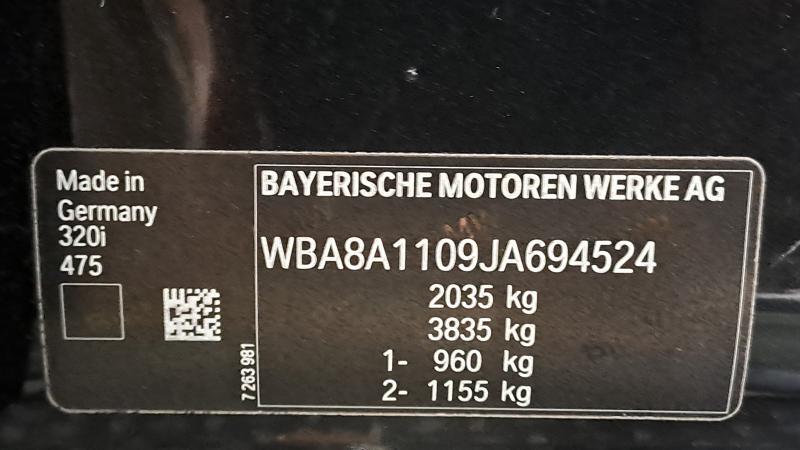 Made in
Germany
320i
475
7 263 981
BAYERISCHE MOTOREN WERKE AG
WBA8A1109JA694524
2035 kg
3835 kg
1- 960 kg
2- 1155 kg